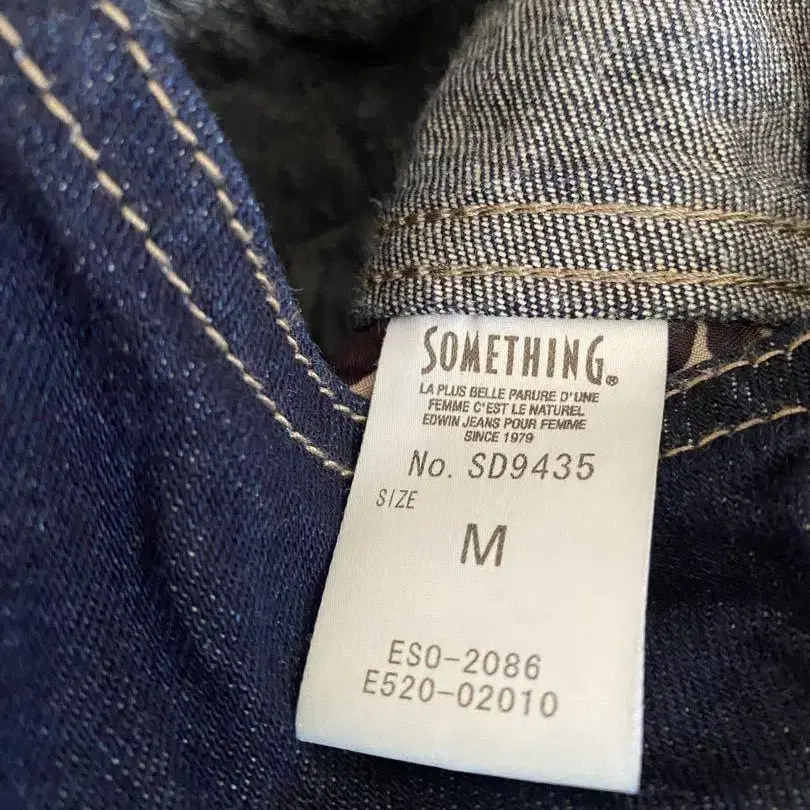 SOMETHING®
LA PLUS BELLE PARURE D'UNE
FEMME C'EST LE NATUREL
EDWIN JEANS POUR FEMME
SINCE 1979
No. SD9435
SIZE
M
ES0-2086
E520-02010